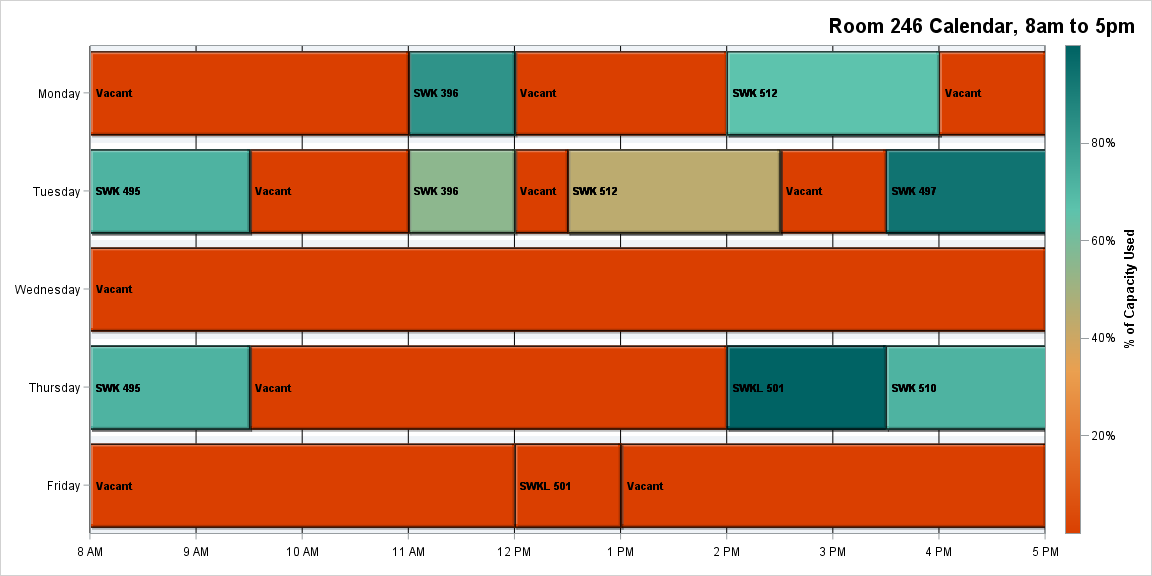 Room 246 Calendar, 8am to 5pm
Monday
Vacant
SWK 396
Vacant
SWK 512
Vacant
Tuesday
SWK 495
Vacant
SWK 396
Vacant
SWK 512
Vacant
SWK 497
Wednesday
Vacant
Thursday
SWK 495
Vacant
SWKL 501
SWK 510
Friday
Vacant
SWKL 501
Vacant
8 AM
9 AM
10 AM
11 AM
12 PM
1 PM
2 PM
3 PM
4 PM
5 PM
80%
60%
40%
20%
% of Capacity Used